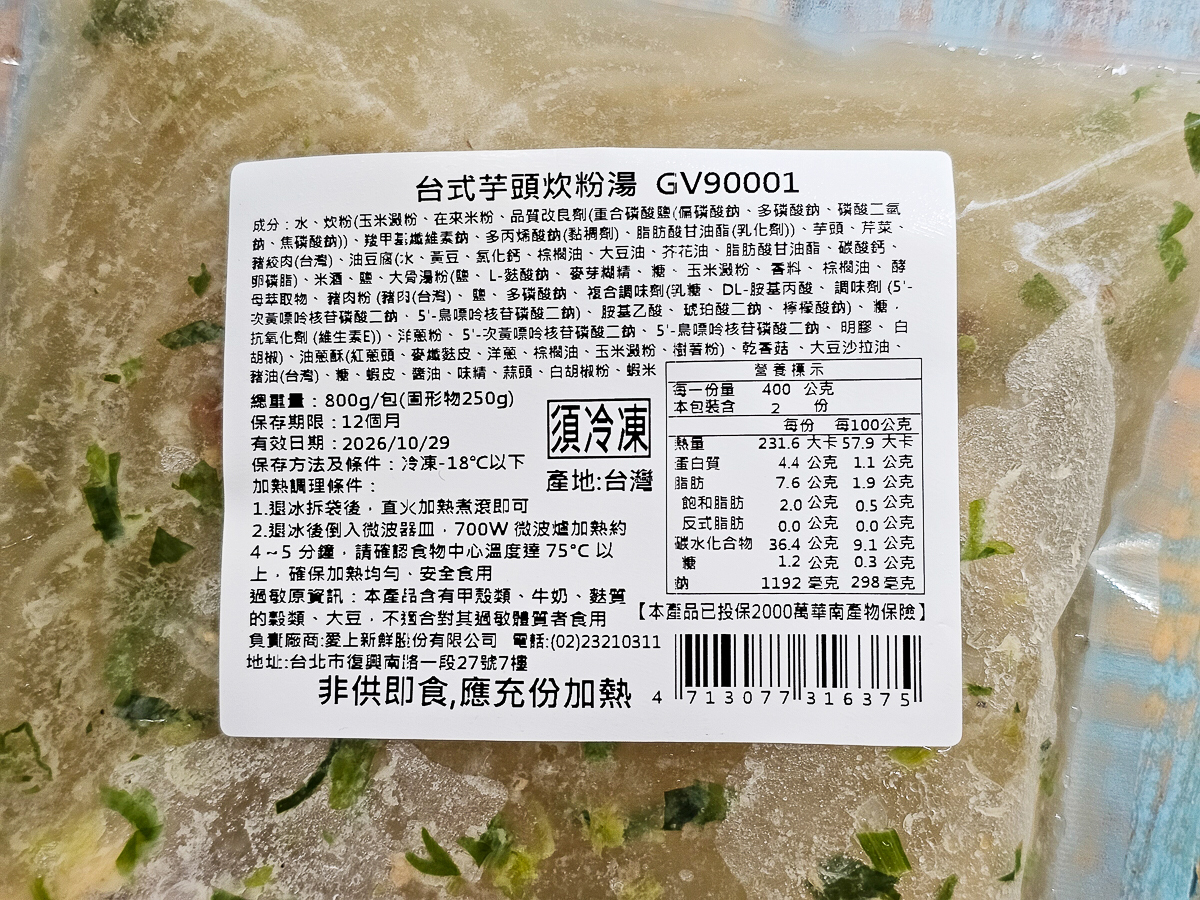 台式芋頭炊粉湯 GV90001
成分：水、炊粉(玉米澱粉、在來米粉、品質改良劑(重合磷酸鹽(偏磷酸鈉、多磷酸鈉、磷酸二氫
鈉、焦磷酸鈉))、羧甲基纖維素鈉、多丙烯酸鈉(黏稠劑)、脂肪酸甘油酯(乳化劑))、芋頭、芹菜、
豬絞肉(台灣)、油豆腐(水、黃豆、氯化鈣、棕櫚油、大豆油、芥花油、脂肪酸甘油酯、碳酸鈣、
卵磷脂)、米酒、鹽、大骨湯粉(鹽、L-麩酸鈉、麥芽糊精、糖、玉米澱粉、香料、棕櫚油、酵
母萃取物、豬肉粉(豬肉(台灣)、鹽、多磷酸鈉、複合調味劑(乳糖、DL-胺基丙酸、調味劑(5'-
次黃嘌呤核苷磷酸二鈉、5'-鳥嘌呤核苷磷酸二鈉)、胺基乙酸、琥珀酸二鈉、檸檬酸鈉)、糖、
抗氧化劑(維生素E))、洋蔥粉、5'-次黃嘌呤核苷磷酸二鈉、5'-鳥嘌呤核苷磷酸二鈉、明膠、白
胡椒)、油蔥酥(紅蔥頭、麥纖麩皮、洋蔥、棕櫚油、玉米澱粉、樹薯粉)、乾香菇、大豆沙拉油、
豬油(台灣)、糖、蝦皮、醬油、味精、蒜頭、白胡椒粉、蝦米
總重量：800g/包(固形物250g)
保存期限：12個月
有效日期：2026/10/29
保存方法及條件：冷凍-18℃以下
加熱調理條件：
1.退冰拆袋後，直火加熱煮滾即可
2.退冰後倒入微波器皿，700W 微波爐加熱約
4～5 分鐘，請確認食物中心溫度達 75°C 以
上，確保加熱均勻、安全食用
過敏原資訊：本產品含有甲殼類、牛奶、麩質
的穀類、大豆，不適合對其過敏體質者食用
負責廠商:愛上新鮮股份有限公司 電話:(02)23210311
地址:台北市復興南路一段27號7樓
非供即食,應充份加熱
須冷凍
產地:台灣
營養標示
每一份量 400 公克
本包裝含 2 份
每份 每100公克
熱量 231.6 大卡 57.9 大卡
蛋白質 4.4 公克 1.1 公克
脂肪 7.6 公克 1.9 公克
飽和脂肪 2.0 公克 0.5 公克
反式脂肪 0.0 公克 0.0 公克
碳水化合物 36.4 公克 9.1 公克
糖 1.2 公克 0.3 公克
鈉 1192 毫克 298 毫克
【本產品已投保2000萬華南產物保險】
4 713077 316375